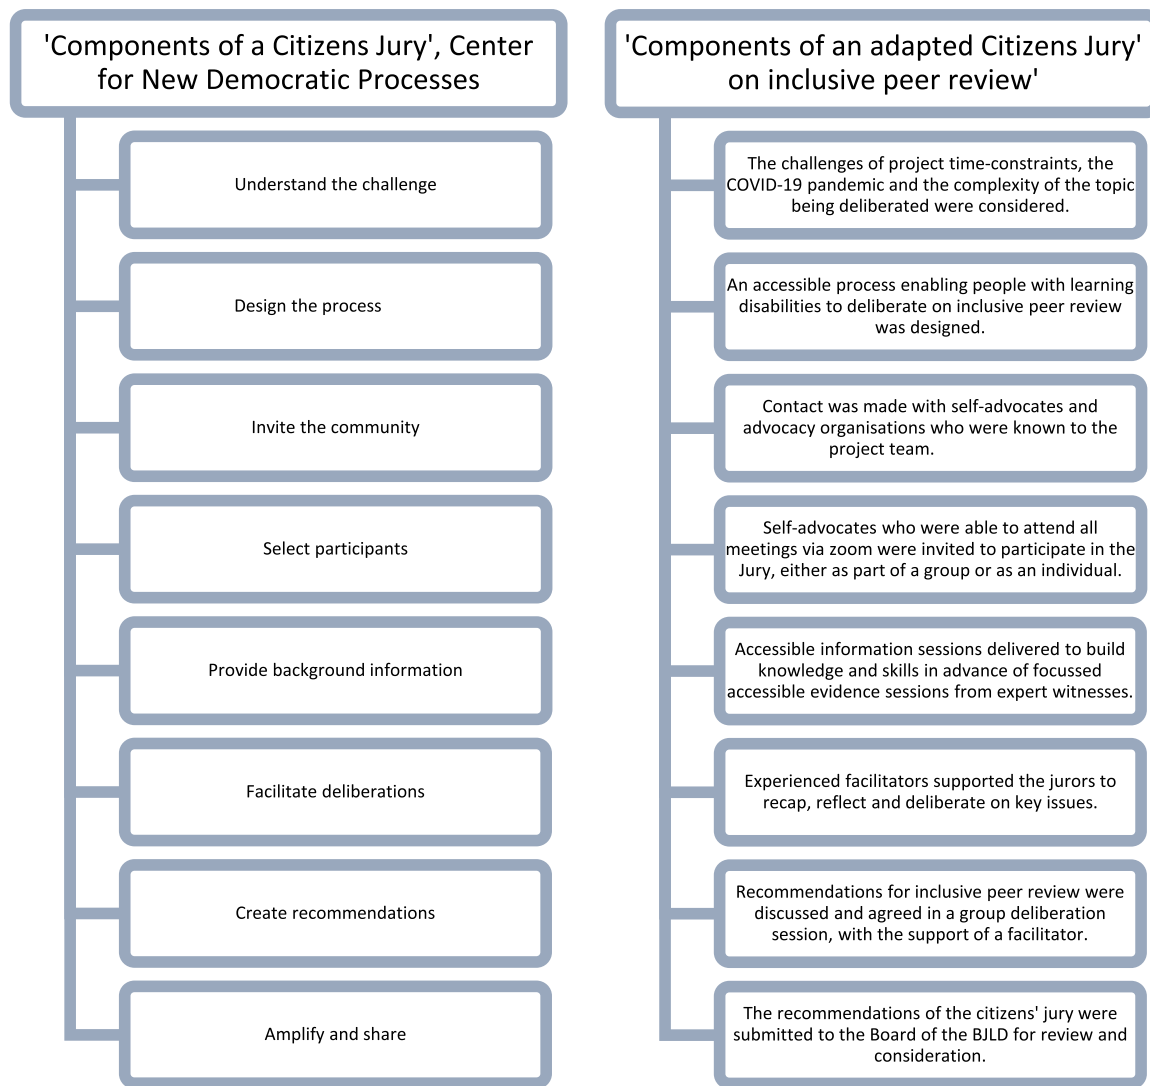 'Components of a Citizens Jury', Center
for New Democratic Processes
Understand the challenge
Design the process
Invite the community
Select participants
Provide background information
Facilitate deliberations
Create recommendations
Amplify and share
'Components of an adapted Citizens Jury'
on inclusive peer review'
The challenges of project time-constraints, the
COVID-19 pandemic and the complexity of the topic
being deliberated were considered.
An accessible process enabling people with learning
disabilities to deliberate on inclusive peer review
was designed.
Contact was made with self-advocates and
advocacy organisations who were known to the
project team.
Self-advocates who were able to attend all
meetings via zoom were invited to participate in the
Jury, either as part of a group or as an individual.
Accessible information sessions delivered to build
knowledge and skills in advance of focussed
accessible evidence sessions from expert witnesses.
Experienced facilitators supported the jurors to
recap, reflect and deliberate on key issues.
Recommendations for inclusive peer review were
discussed and agreed in a group deliberation
session, with the support of a facilitator.
The recommendations of the citizens' jury were
submitted to the Board of the BJLD for review and
consideration.